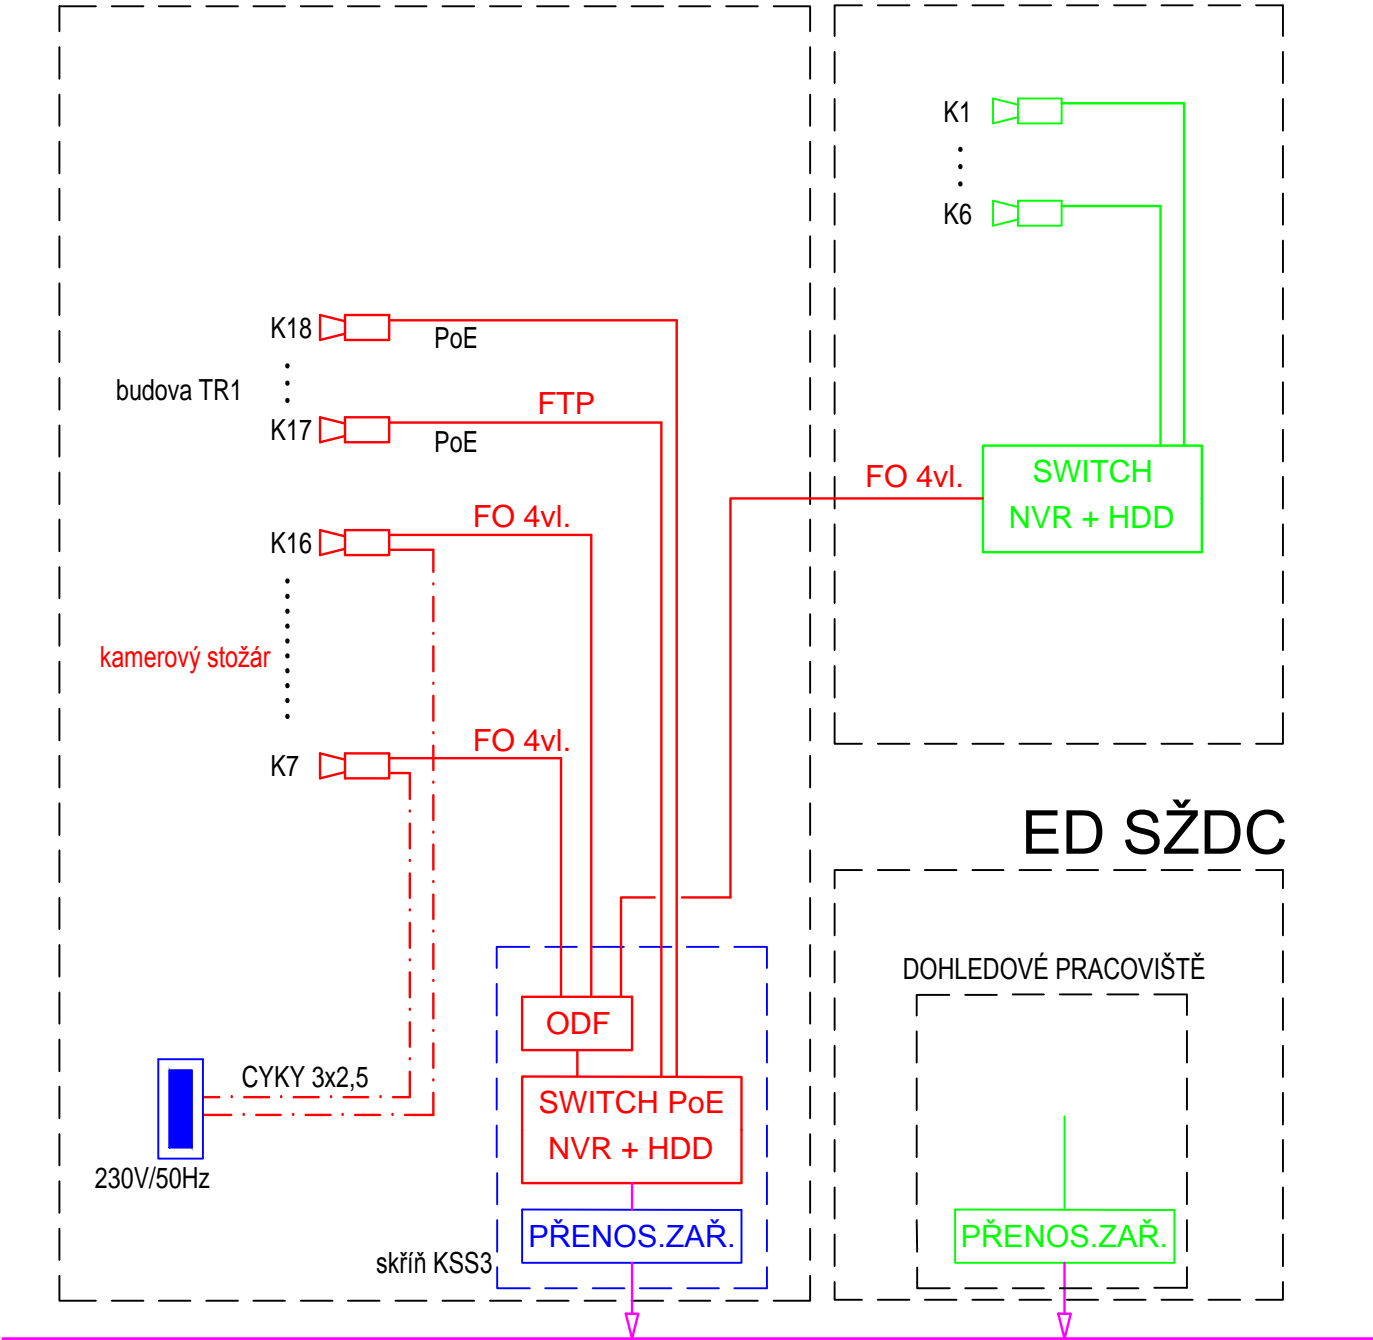 K1
K6
K18
PoE
budova TR1
FTP
K17
PoE
FO 4vl.
SWITCH
NVR + HDD
FO 4vl.
K16
kamerový stožár
FO 4vl.
K7
ED SŽDC
DOHLEDOVÉ PRACOVIŠTĚ
ODF
CYKY 3x2,5
SWITCH PoE
NVR + HDD
230V/50Hz
PŘENOS.ZAŘ.
PŘENOS.ZAŘ.
skříň KSS3